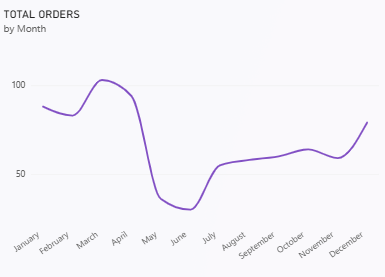 TOTAL ORDERS
by Month
100
50
January
February
March
April
May
June
July
August
September
October
November
December